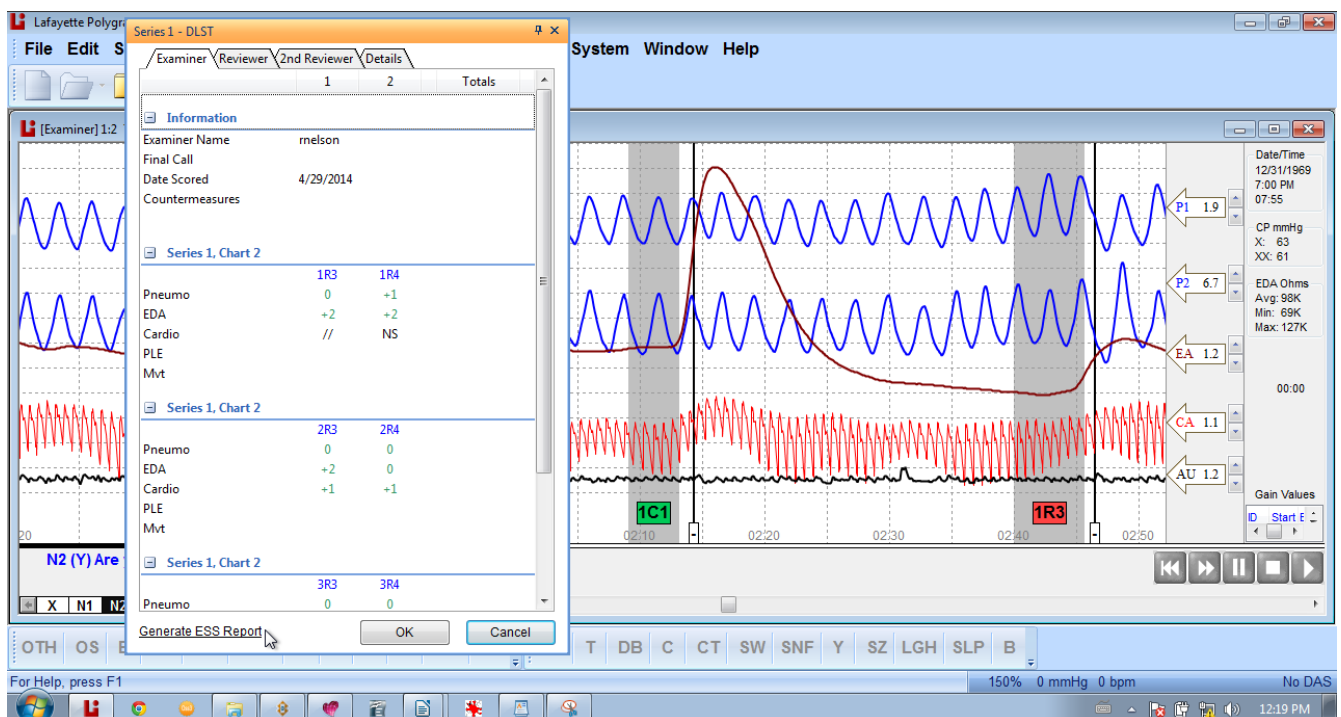 Lafayette Polygra
File Edit S
System Window Help
Series 1 - DLST
Examiner Reviewer 2nd Reviewer Details
1 2 Totals
Information
Examiner Name rnelson
Final Call
Date Scored 4/29/2014
Countermeasures
Series 1, Chart 2
1R3 1R4
Pneumo 0 +1
EDA +2 +2
Cardio // NS
PLE
Mvt
Series 1, Chart 2
2R3 2R4
Pneumo 0 0
EDA +2 0
Cardio +1 +1
PLE
Mvt
Series 1, Chart 2
3R3 3R4
Pneumo 0 0
Generate ESS Report OK Cancel
[Examiner] 1:2
P1 1.9
P2 6.7
EA 1.2
CA 1.1
AU 1.2
1C1 1R3
20 02:10 02:20 02:30 02:40 02:50
Date/Time
12/31/1969
7:00 PM
07:55
CP mmHg
X: 63
XX: 61
EDA Ohms
Avg: 98K
Min: 69K
Max: 127K
00:00
Gain Values
ID Start E
N2 (Y) Are
X N1 N2
OTH OS E T DB C CT SW SNF Y SZ LGH SLP B
For Help, press F1 150% 0 mmHg 0 bpm No DAS
12:19 PM